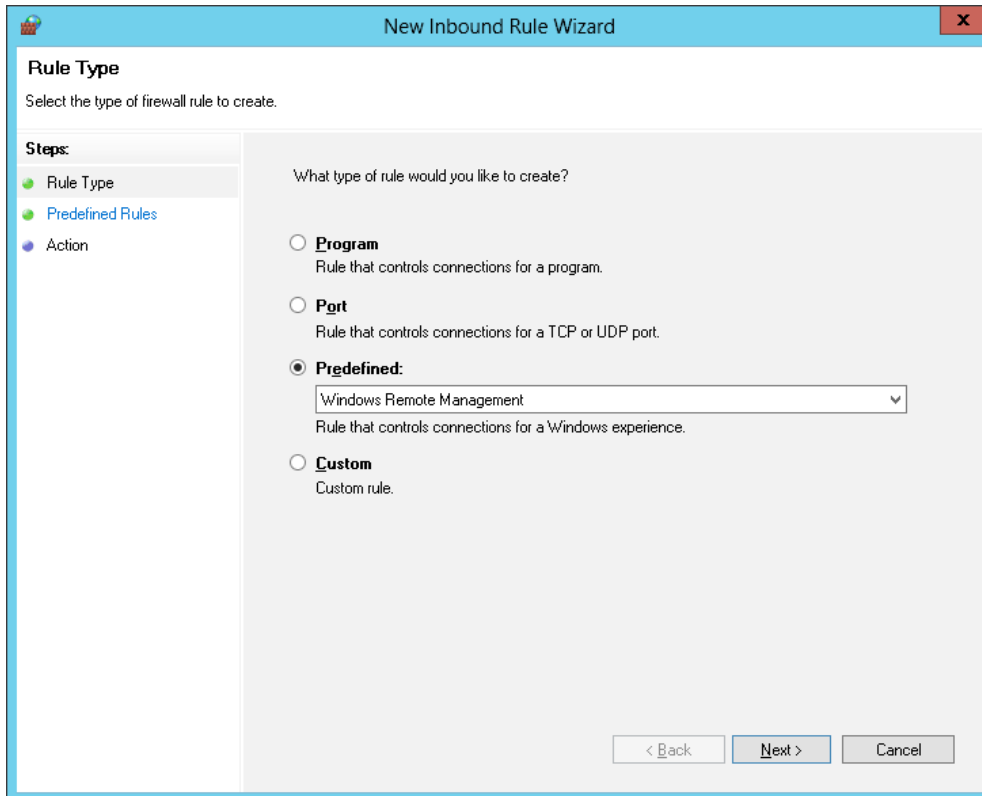 New Inbound Rule Wizard
x
Rule Type
Select the type of firewall rule to create.
Steps:
Rule Type
Predefined Rules
Action
What type of rule would you like to create?
Program
Rule that controls connections for a program.
Port
Rule that controls connections for a TCP or UDP port.
Predefined:
Windows Remote Management
Rule that controls connections for a Windows experience.
Custom
Custom rule.
< Back Next > Cancel